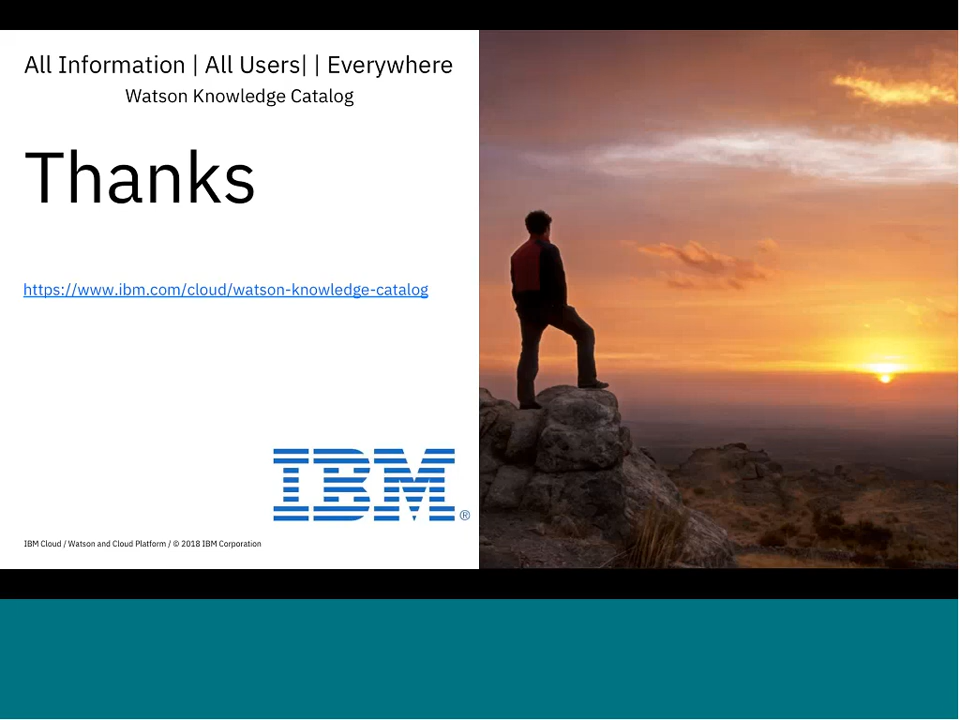 All Information | All Users| | Everywhere
Watson Knowledge Catalog
Thanks
https://www.ibm.com/cloud/watson-knowledge-catalog
IBM®
IBM Cloud / Watson and Cloud Platform / © 2018 IBM Corporation